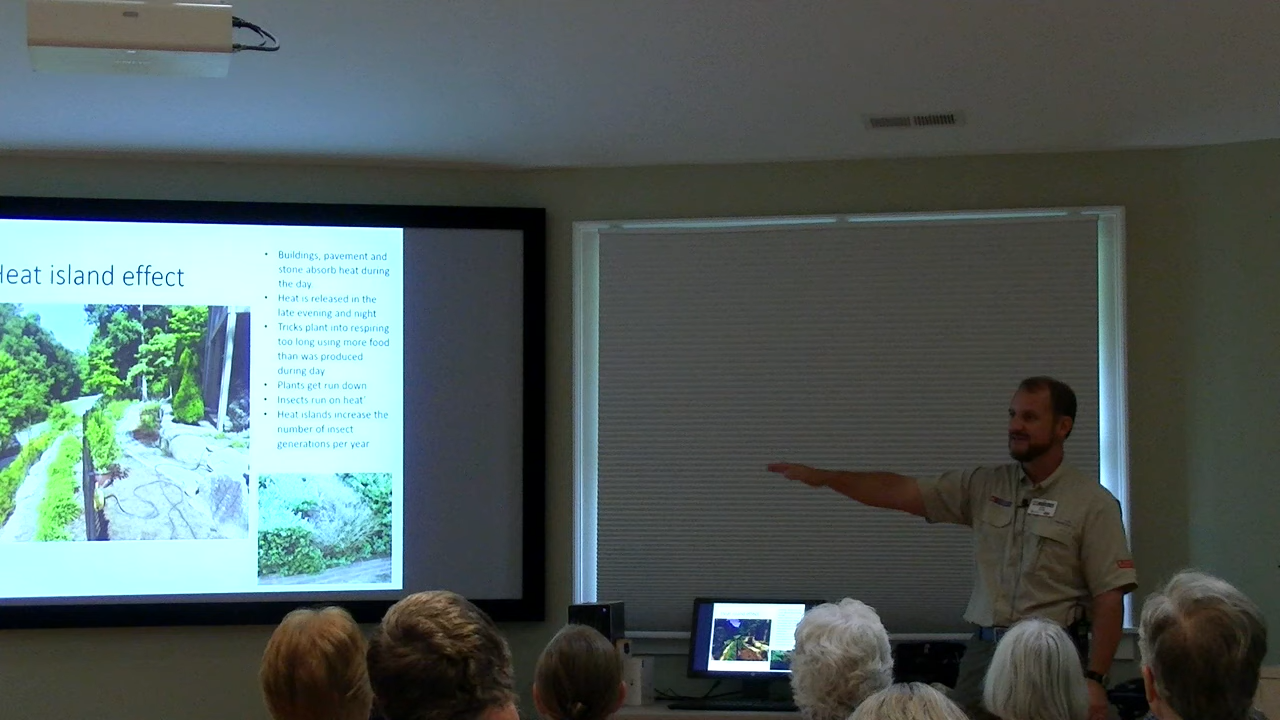 Heat island effect
• Buildings, pavement and
stone absorb heat during
the day
• Heat is released in the
late evening and night
• Tricks plant into respiring
too long using more food
than was produced
during day
• Plants get run down
• Insects run on heat'
• Heat islands increase the
number of insect
generations per year